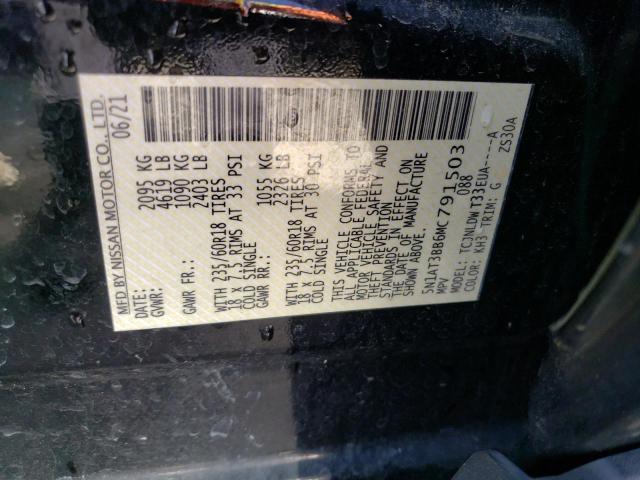 MFD BY NISSAN MOTOR CO., LTD.
DATE: 06/21
GWWR: 2095 KG
4619 LB
GAWR FR.: 1090 KG
2403 LB
WITH 235/60R18 TIRES
18 X 7.5 RIMS AT 33 PSI
COLD SINGLE
GAWR RR.: 1055 KG
2326 LB
WITH 235/60R18 TIRES
18 X 7.5 RIMS AT 30 PSI
COLD SINGLE
THIS VEHICLE CONFORMS TO
ALL APPLICABLE FEDERAL
MOTOR VEHICLE SAFETY AND
THEFT PREVENTION
STANDARDS IN EFFECT ON
THE DATE OF MANUFACTURE
SHOWN ABOVE.
5N1AT3BB6MC791503
MPV 088
MODEL: TCJNLDWT33EUA----A
COLOR: KH3 TRIM: G ZS30A